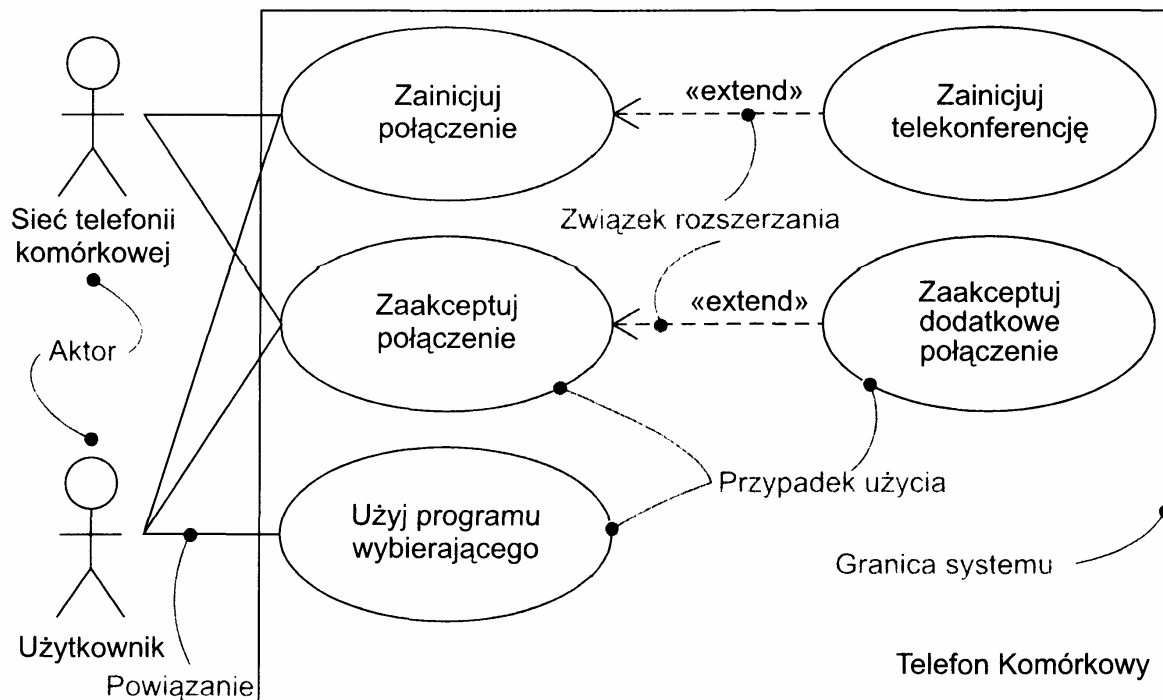 Zainicjuj
połączenie
«extend»
Zainicjuj
telekonferencję
Sieć telefonii
komórkowej
Związek rozszerzania
Zaakceptuj
połączenie
«extend»
Zaakceptuj
dodatkowe
połączenie
Aktor
Użyj programu
wybierającego
Przypadek użycia
Granica systemu
Użytkownik
Powiązanie
Telefon Komórkowy